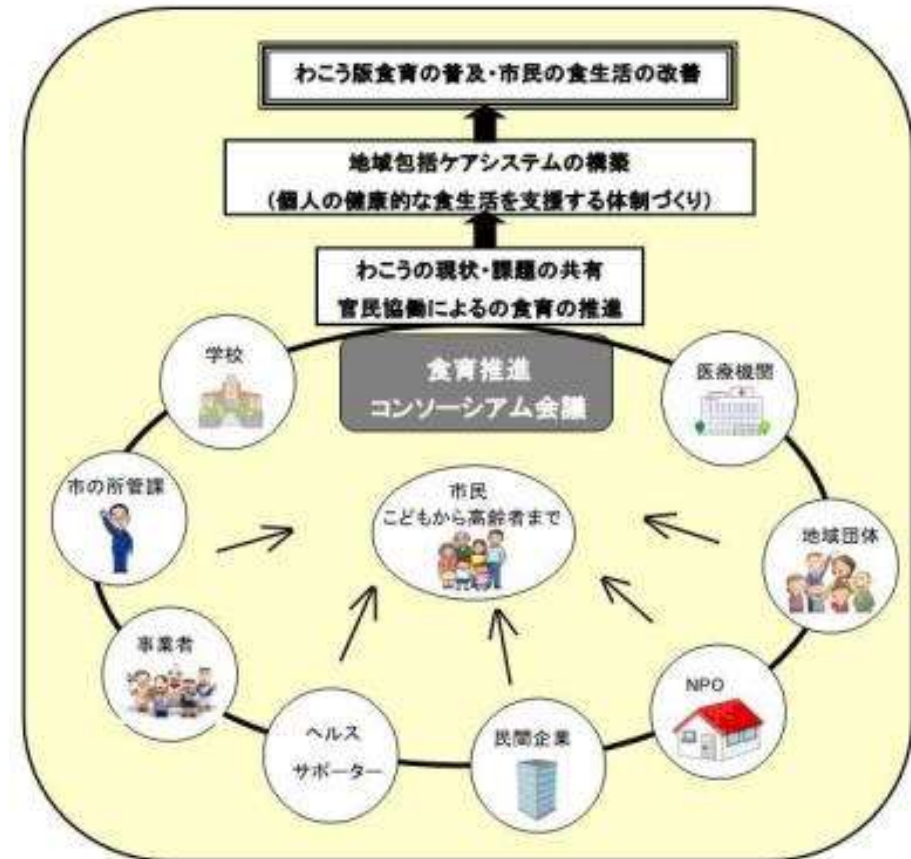 わこう版食育の普及・市民の食生活の改善
地域包括ケアシステムの構築
(個人の健康的な食生活を支援する体制づくり)
わこうの現状・課題の共有
官民協働によるの食育の推進
食育推進
コンソーシアム会議
学校
医療機関
市の所管課
市民
こどもから高齢者まで
地域団体
事業者
NPO
ヘルス
サポーター
民間企業